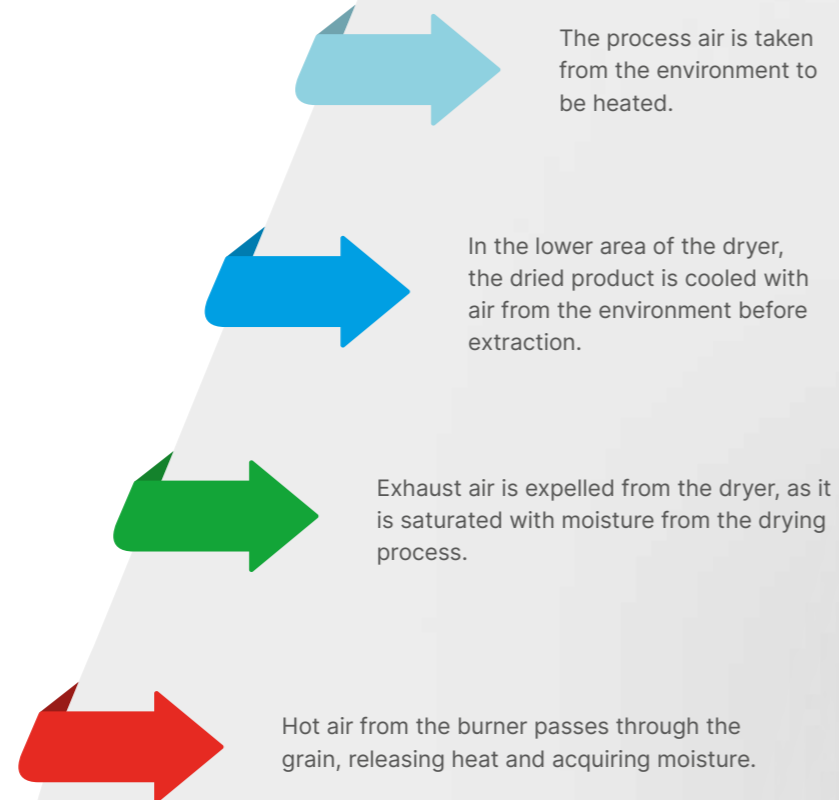 The process air is taken
from the environment to
be heated.
In the lower area of the dryer,
the dried product is cooled with
air from the environment before
extraction.
Exhaust air is expelled from the dryer, as it
is saturated with moisture from the drying
process.
Hot air from the burner passes through the
grain, releasing heat and acquiring moisture.